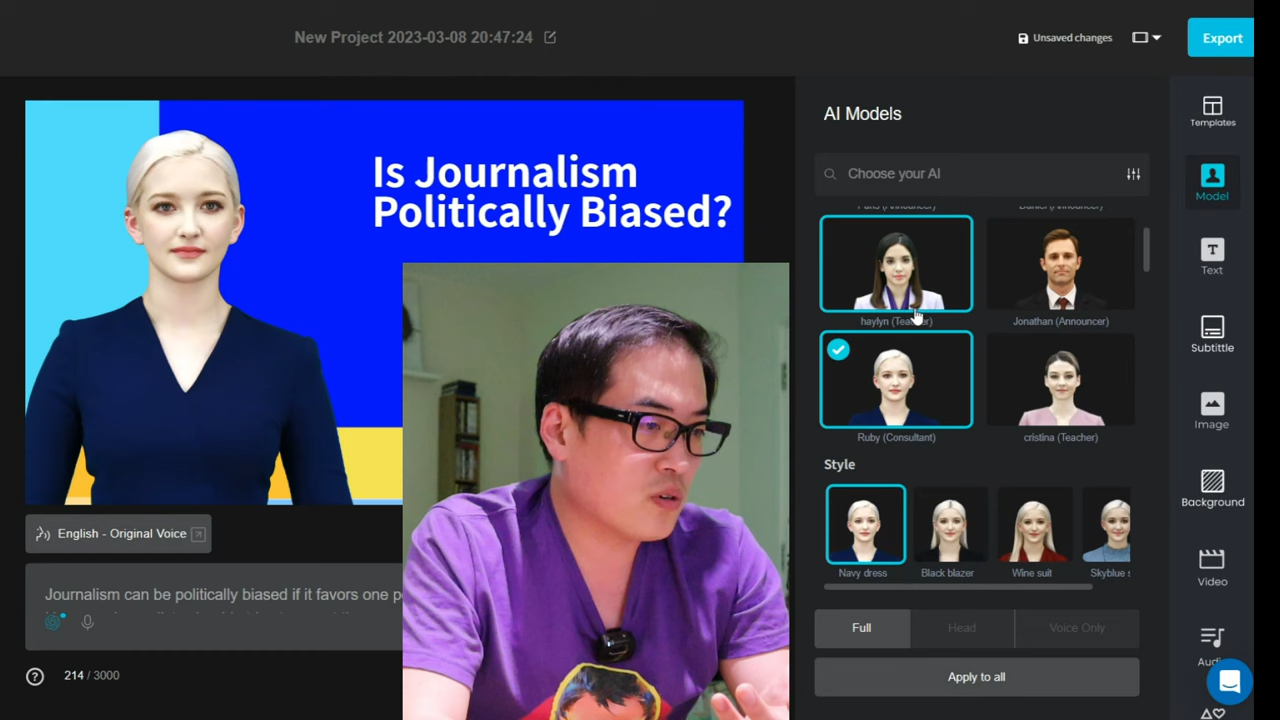 New Project 2023-03-08 20:47:24
Unsaved changes
Export
Is Journalism
Politically Biased?
English - Original Voice
Journalism can be politically biased if it favors one
214 / 3000
AI Models
Choose your AI
haylyn (Teacher)
Jonathan (Announcer)
Ruby (Consultant)
cristina (Teacher)
Style
Navy dress
Black blazer
Wine suit
Skyblue s
Full
Head
Voice Only
Apply to all
Templates
Model
Text
Subtittle
Image
Background
Video